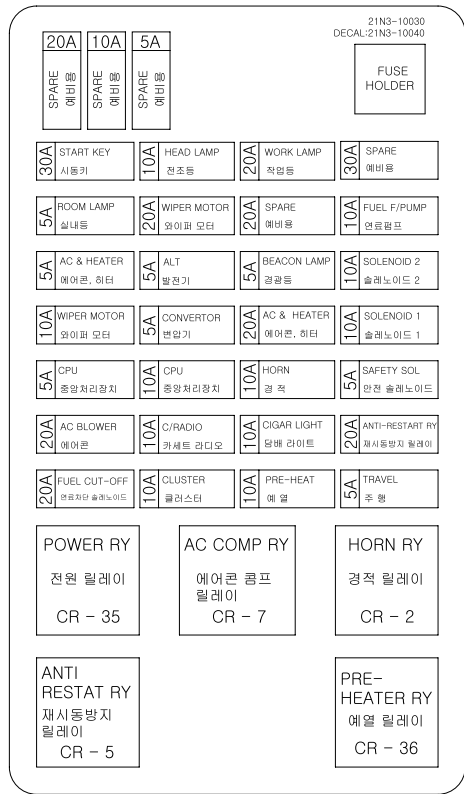 21N3-10030
DECAL:21N3-10040
20A 10A 5A
SPARE 예비용
SPARE 예비용
SPARE 예비용
FUSE
HOLDER
30A START KEY
시동키
10A HEAD LAMP
전조등
20A WORK LAMP
작업등
30A SPARE
예비용
5A ROOM LAMP
실내등
20A WIPER MOTOR
와이퍼 모터
20A SPARE
예비용
10A FUEL F/PUMP
연료펌프
5A AC & HEATER
에어콘, 히터
5A ALT
발전기
5A BEACON LAMP
경광등
10A SOLENOID 2
솔레노이드 2
10A WIPER MOTOR
와이퍼 모터
5A CONVERTOR
변압기
20A AC & HEATER
에어콘, 히터
10A SOLENOID 1
솔레노이드 1
5A CPU
중앙처리장치
10A CPU
중앙처리장치
10A HORN
경 적
5A SAFETY SOL
안전 솔레노이드
20A AC BLOWER
에어콘
10A C/RADIO
카세트 라디오
10A CIGAR LIGHT
담배 라이트
20A ANTI-RESTART RY
재시동방지 릴레이
20A FUEL CUT-OFF
연료차단 솔레노이드
10A CLUSTER
클러스터
10A PRE-HEAT
예 열
5A TRAVEL
주 행
POWER RY
전원 릴레이
CR - 35
AC COMP RY
에어콘 콤프
릴레이
CR - 7
HORN RY
경적 릴레이
CR - 2
ANTI
RESTAT RY
재시동방지
릴레이
CR - 5
PRE-
HEATER RY
예열 릴레이
CR - 36